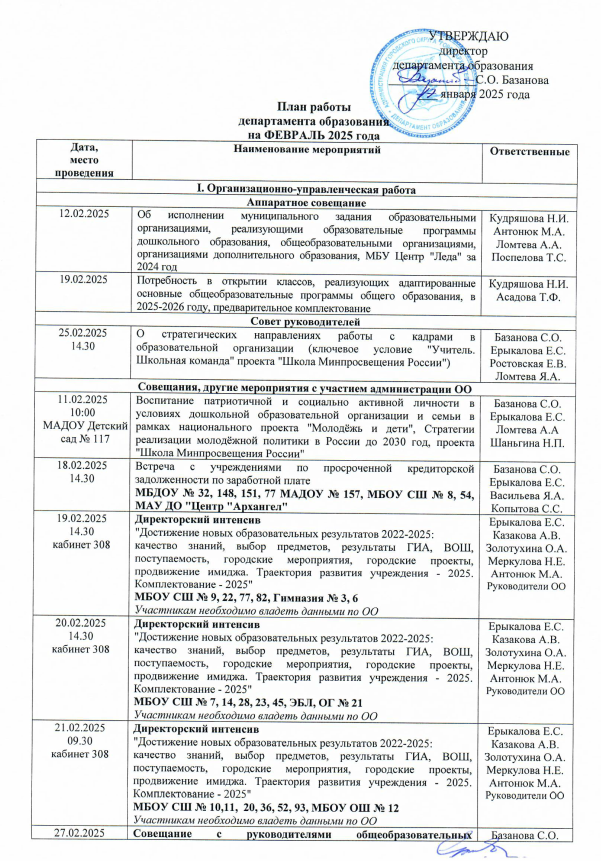 УТВЕРЖДАЮ
директор
департамента образования
С.О. Базанова
января 2025 года
План работы
департамента образования
на ФЕВРАЛЬ 2025 года
Дата,
место
проведения
Наименование мероприятий
Ответственные
I. Организационно-управленческая работа
Аппаратное совещание
12.02.2025
Об исполнении муниципального задания образовательными
организациями, реализующими образовательные программы
дошкольного образования, общеобразовательными организациями,
организациями дополнительного образования, МБУ Центр "Леда" за
2024 год
Кудряшова Н.И.
Антонюк М.А.
Ломтева А.А.
Поспелова Т.С.
19.02.2025
Потребность в открытии классов, реализующих адаптированные
основные общеобразовательные программы общего образования, в
2025-2026 году, предварительное комплектование
Кудряшова Н.И.
Асадова Т.Ф.
Совет руководителей
25.02.2025
14.30
О стратегических направлениях работы с кадрами в
образовательной организации (ключевое условие "Учитель.
Школьная команда" проекта "Школа Минпросвещения России")
Базанова С.О.
Ерыкалова Е.С.
Ростовская Е.В.
Ломтева Я.А.
Совещания, другие мероприятия с участием администрации ОО
11.02.2025
10:00
МАДОУ Детский
сад № 117
Воспитание патриотичной и социально активной личности в
условиях дошкольной образовательной организации и семьи в
рамках национального проекта "Молодёжь и дети", Стратегии
реализации молодёжной политики в России до 2030 год, проекта
"Школа Минпросвещения России"
Базанова С.О.
Ерыкалова Е.С.
Ломтева А.А
Шаньгина Н.П.
18.02.2025
14.30
Встреча с учреждениями по просроченной кредиторской
задолженности по заработной плате
МБДОУ № 32, 148, 151, 77 МАДОУ № 157, МБОУ СШ № 8, 54,
МАУ ДО "Центр "Архангел"
Базанова С.О.
Ерыкалова Е.С.
Васильева Я.А.
Копытова С.С.
19.02.2025
14.30
кабинет 308
Директорский интенсив
"Достижение новых образовательных результатов 2022-2025:
качество знаний, выбор предметов, результаты ГИА, ВОШ,
поступаемость, городские мероприятия, городские проекты,
продвижение имиджа. Траектория развития учреждения - 2025.
Комплектование - 2025"
МБОУ СШ № 9, 22, 77, 82, Гимназия № 3, 6
Участникам необходимо владеть данными по ОО
Ерыкалова Е.С.
Казакова А.В.
Золотухина О.А.
Меркулова Н.Е.
Антонюк М.А.
Руководители ОО
20.02.2025
14.30
кабинет 308
Директорский интенсив
"Достижение новых образовательных результатов 2022-2025:
качество знаний, выбор предметов, результаты ГИА, ВОШ,
поступаемость, городские мероприятия, городские проекты,
продвижение имиджа. Траектория развития учреждения - 2025.
Комплектование - 2025"
МБОУ СШ № 7, 14, 28, 23, 45, ЭБЛ, ОГ № 21
Участникам необходимо владеть данными по ОО
Ерыкалова Е.С.
Казакова А.В.
Золотухина О.А.
Меркулова Н.Е.
Антонюк М.А.
Руководители ОО
21.02.2025
09.30
кабинет 308
Директорский интенсив
"Достижение новых образовательных результатов 2022-2025:
качество знаний, выбор предметов, результаты ГИА, ВОШ,
поступаемость, городские мероприятия, городские проекты,
продвижение имиджа. Траектория развития учреждения - 2025.
Комплектование - 2025"
МБОУ СШ № 10,11, 20, 36, 52, 93, МБОУ ОШ № 12
Участникам необходимо владеть данными по ОО
Ерыкалова Е.С.
Казакова А.В.
Золотухина О.А.
Меркулова Н.Е.
Антонюк М.А.
Руководители ОО
27.02.2025
Совещание с руководителями общеобразовательных
Базанова С.О.